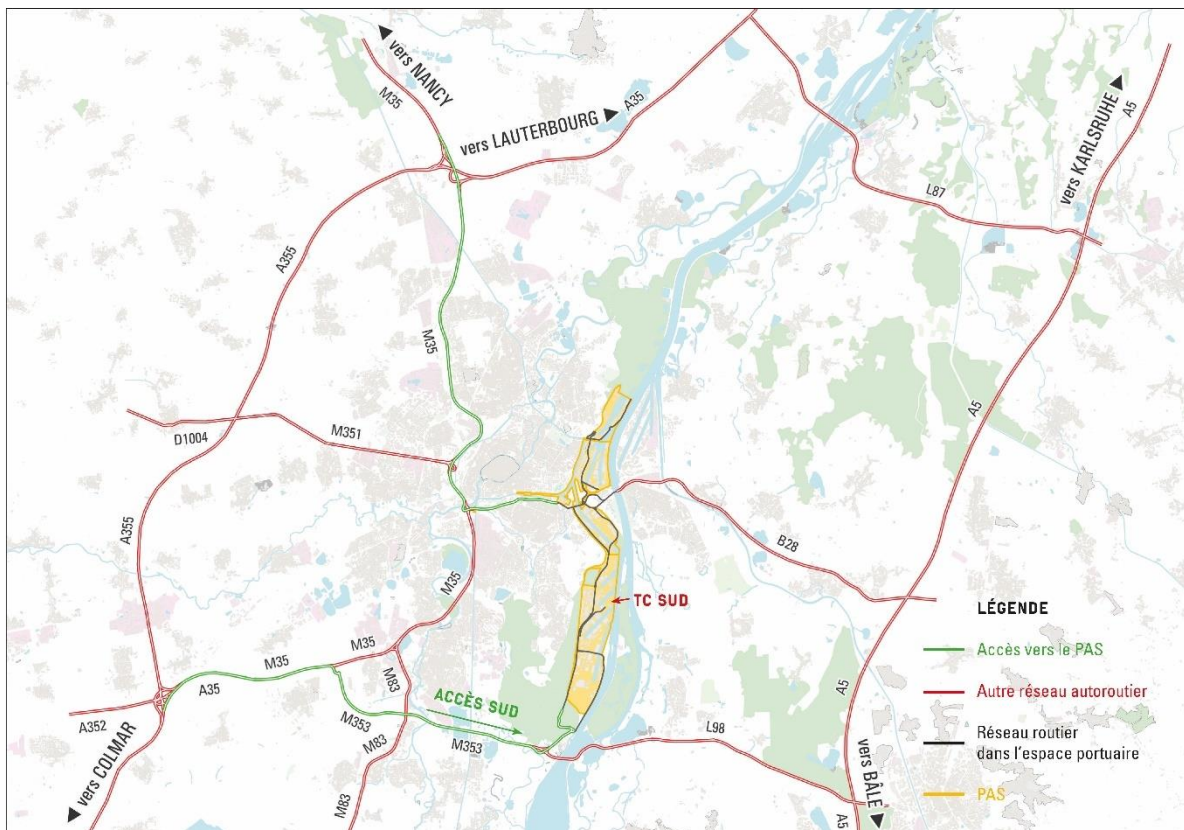 vers NANCY
M35
vers LAUTERBOURG
A35
vers KARLSRUHE
A5
L87
A355
M35
A5
D1004
M351
A355
M35
B28
TC SUD
LÉGENDE
Accès vers le PAS
Autre réseau autoroutier
Réseau routier
dans l'espace portuaire
PAS
M35
M35
A35
M83
ACCÈS SUD
M353
M353
A352
M83
M83
L98
A5
A5
vers COLMAR
vers BÂLE